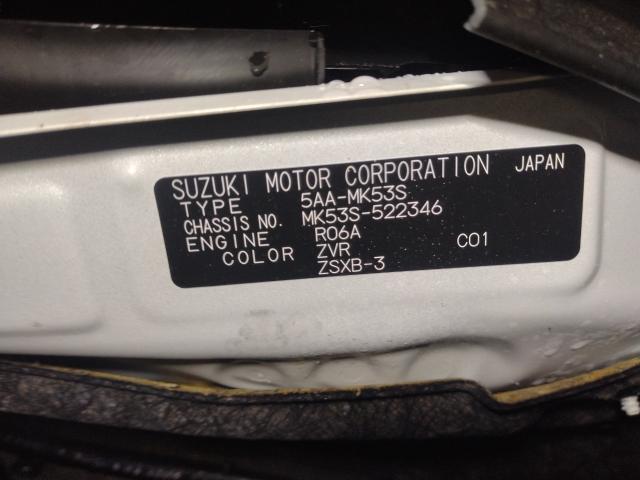 SUZUKI MOTOR CORPORATION JAPAN
TYPE 5AA-MK53S
CHASSIS NO. MK53S-522346
ENGINE R06A
COLOR ZVR C01
ZSXB-3